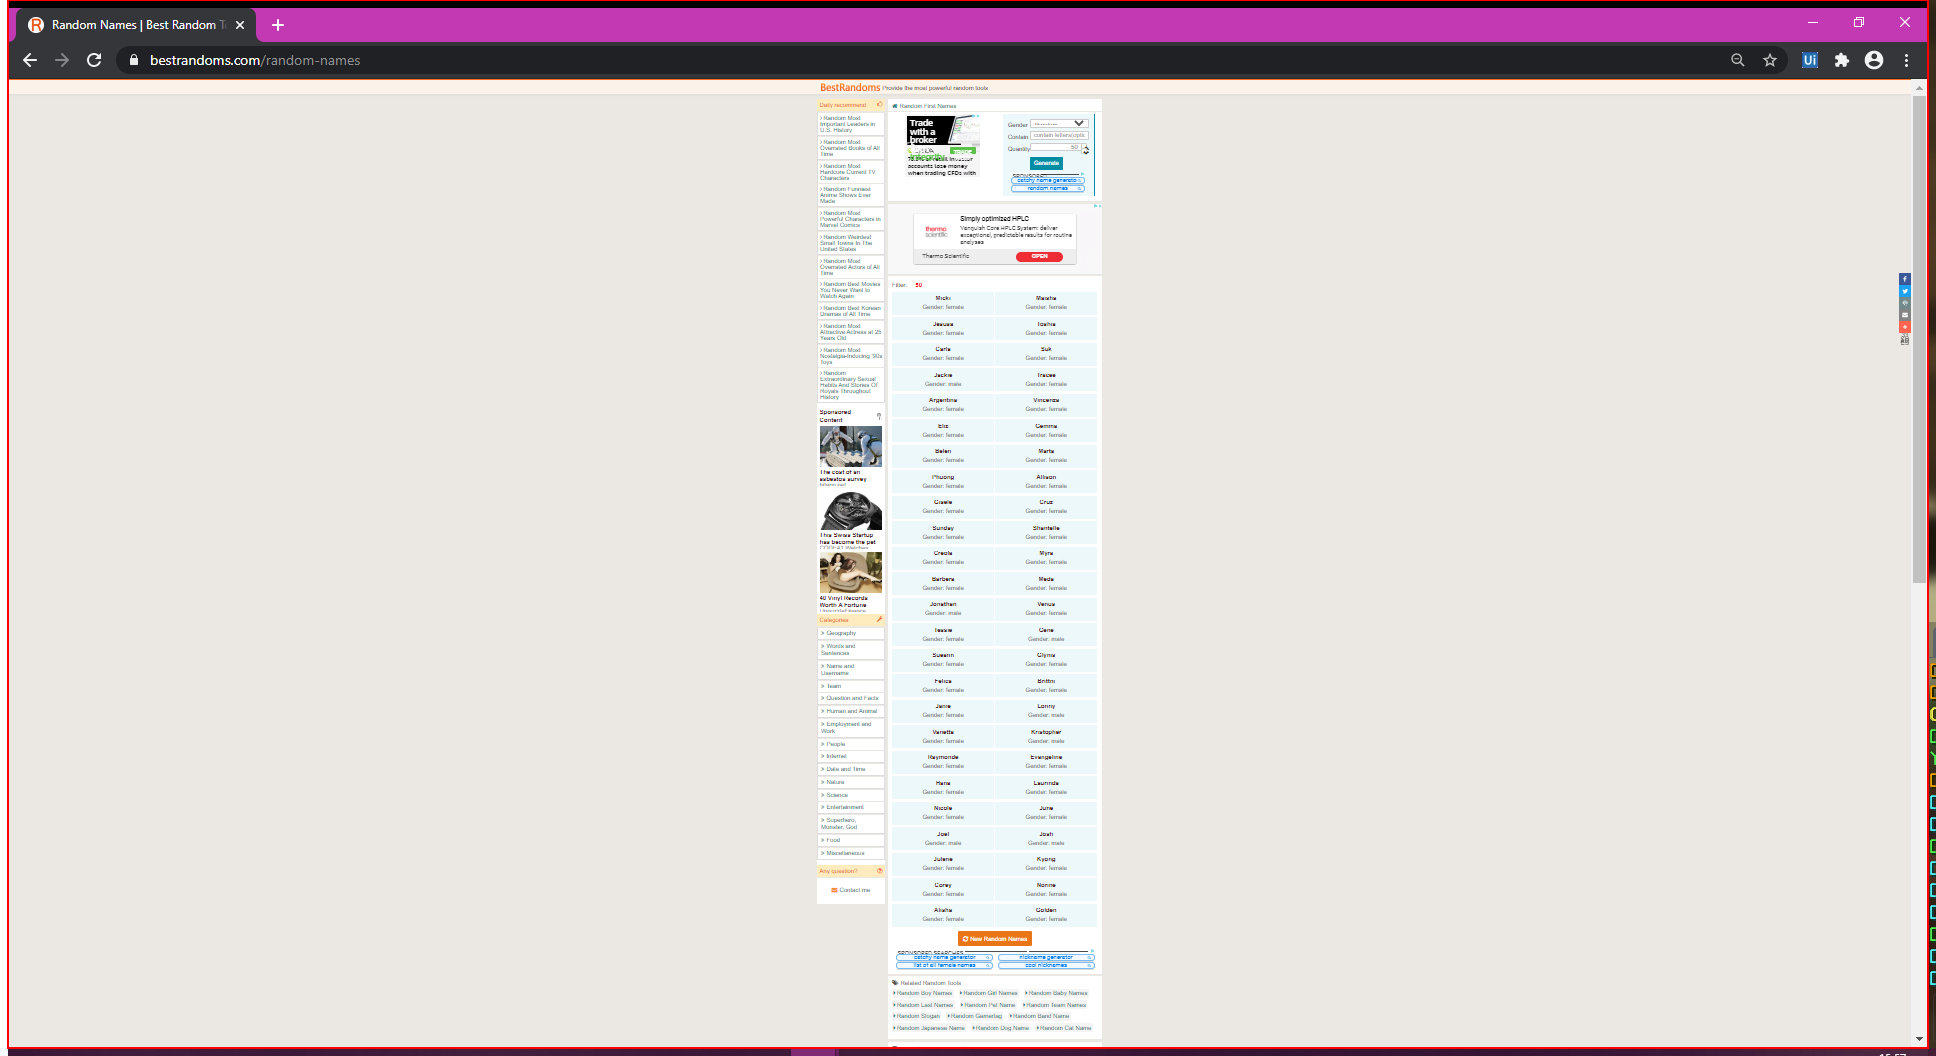 Random Names | Best Random T
bestrandoms.com/random-names
Ui
BestRandoms Provide the most powerful random tools
Daily recommend
Random Most Important Leaders in U.S. History
Random Most Overrated Books of All Time
Random Most Hardcore Current TV Characters
Random Funniest Anime Shows Ever Made
Random Most Powerful Characters in Marvel Comics
Random Weirdest Small Towns In The United States
Random Most Overrated Actors of All Time
Random Best Movies You Never Want to Watch Again
Random Best Korean Dramas of All Time
Random Most Attractive Actress at 25 Years Old
Random Most Nostalgia-Inducing '90s Toys
Random Extraordinary Sexual Habits And Stories Of Royals Throughout History
Sponsored Content
The cost of an asbestos survey
This Swiss Startup has become the pet
CODE41 Watches
40 Vinyl Records Worth A Fortune
Categories
» Geography
» Words and Sentences
» Name and Username
» Team
» Question and Facts
» Human and Animal
» Employment and Work
» People
» Internet
» Date and Time
» Nature
» Science
» Entertainment
» Superhero, Monster, God
» Food
» Miscellaneous
Any question?
Contact me
Random First Names
Trade with a broker
accounts lose money when trading CFDs with
Gender
Contain contain letters(opti
Quantity 50
Generate
catchy name generato
random names
Simply optimized HPLC
Vanquish Core HPLC System: deliver exceptional, predictable results for routine analyses
thermo scientific
Thermo Scientific OPEN
Filter: 50
Micki Maisha
Gender: female Gender: female
Jesusa Toshia
Gender: female Gender: female
Carla Suk
Gender: female Gender: female
Jackie Tracee
Gender: male Gender: female
Argentina Vincenza
Gender: female Gender: female
Eliz Gemma
Gender: female Gender: female
Belen Marta
Gender: female Gender: female
Phuong Allison
Gender: female Gender: female
Gisele Cruz
Gender: female Gender: female
Sunday Shantelle
Gender: female Gender: female
Creola Myra
Gender: female Gender: female
Barbera Meda
Gender: female Gender: female
Jonathan Venus
Gender: male Gender: female
Tessie Gene
Gender: female Gender: male
Sueann Glynis
Gender: female Gender: female
Felica Brittni
Gender: female Gender: female
Janie Lonny
Gender: female Gender: male
Vanetta Kristopher
Gender: female Gender: male
Raymonde Evangeline
Gender: female Gender: female
Hana Laurinda
Gender: female Gender: female
Nicole June
Gender: female Gender: female
Joel Josh
Gender: male Gender: male
Julene Kyong
Gender: female Gender: female
Corey Norine
Gender: female Gender: female
Alisha Golden
Gender: female Gender: female
New Random Names
SPONSORED SEARCHES
catchy name generator nickname generator
list of all female names cool nicknames
Related Random Tools
Random Boy Names Random Girl Names Random Baby Names
Random Last Names Random Pet Name Random Team Names
Random Slogan Random Gamertag Random Band Name
Random Japanese Name Random Dog Name Random Cat Name